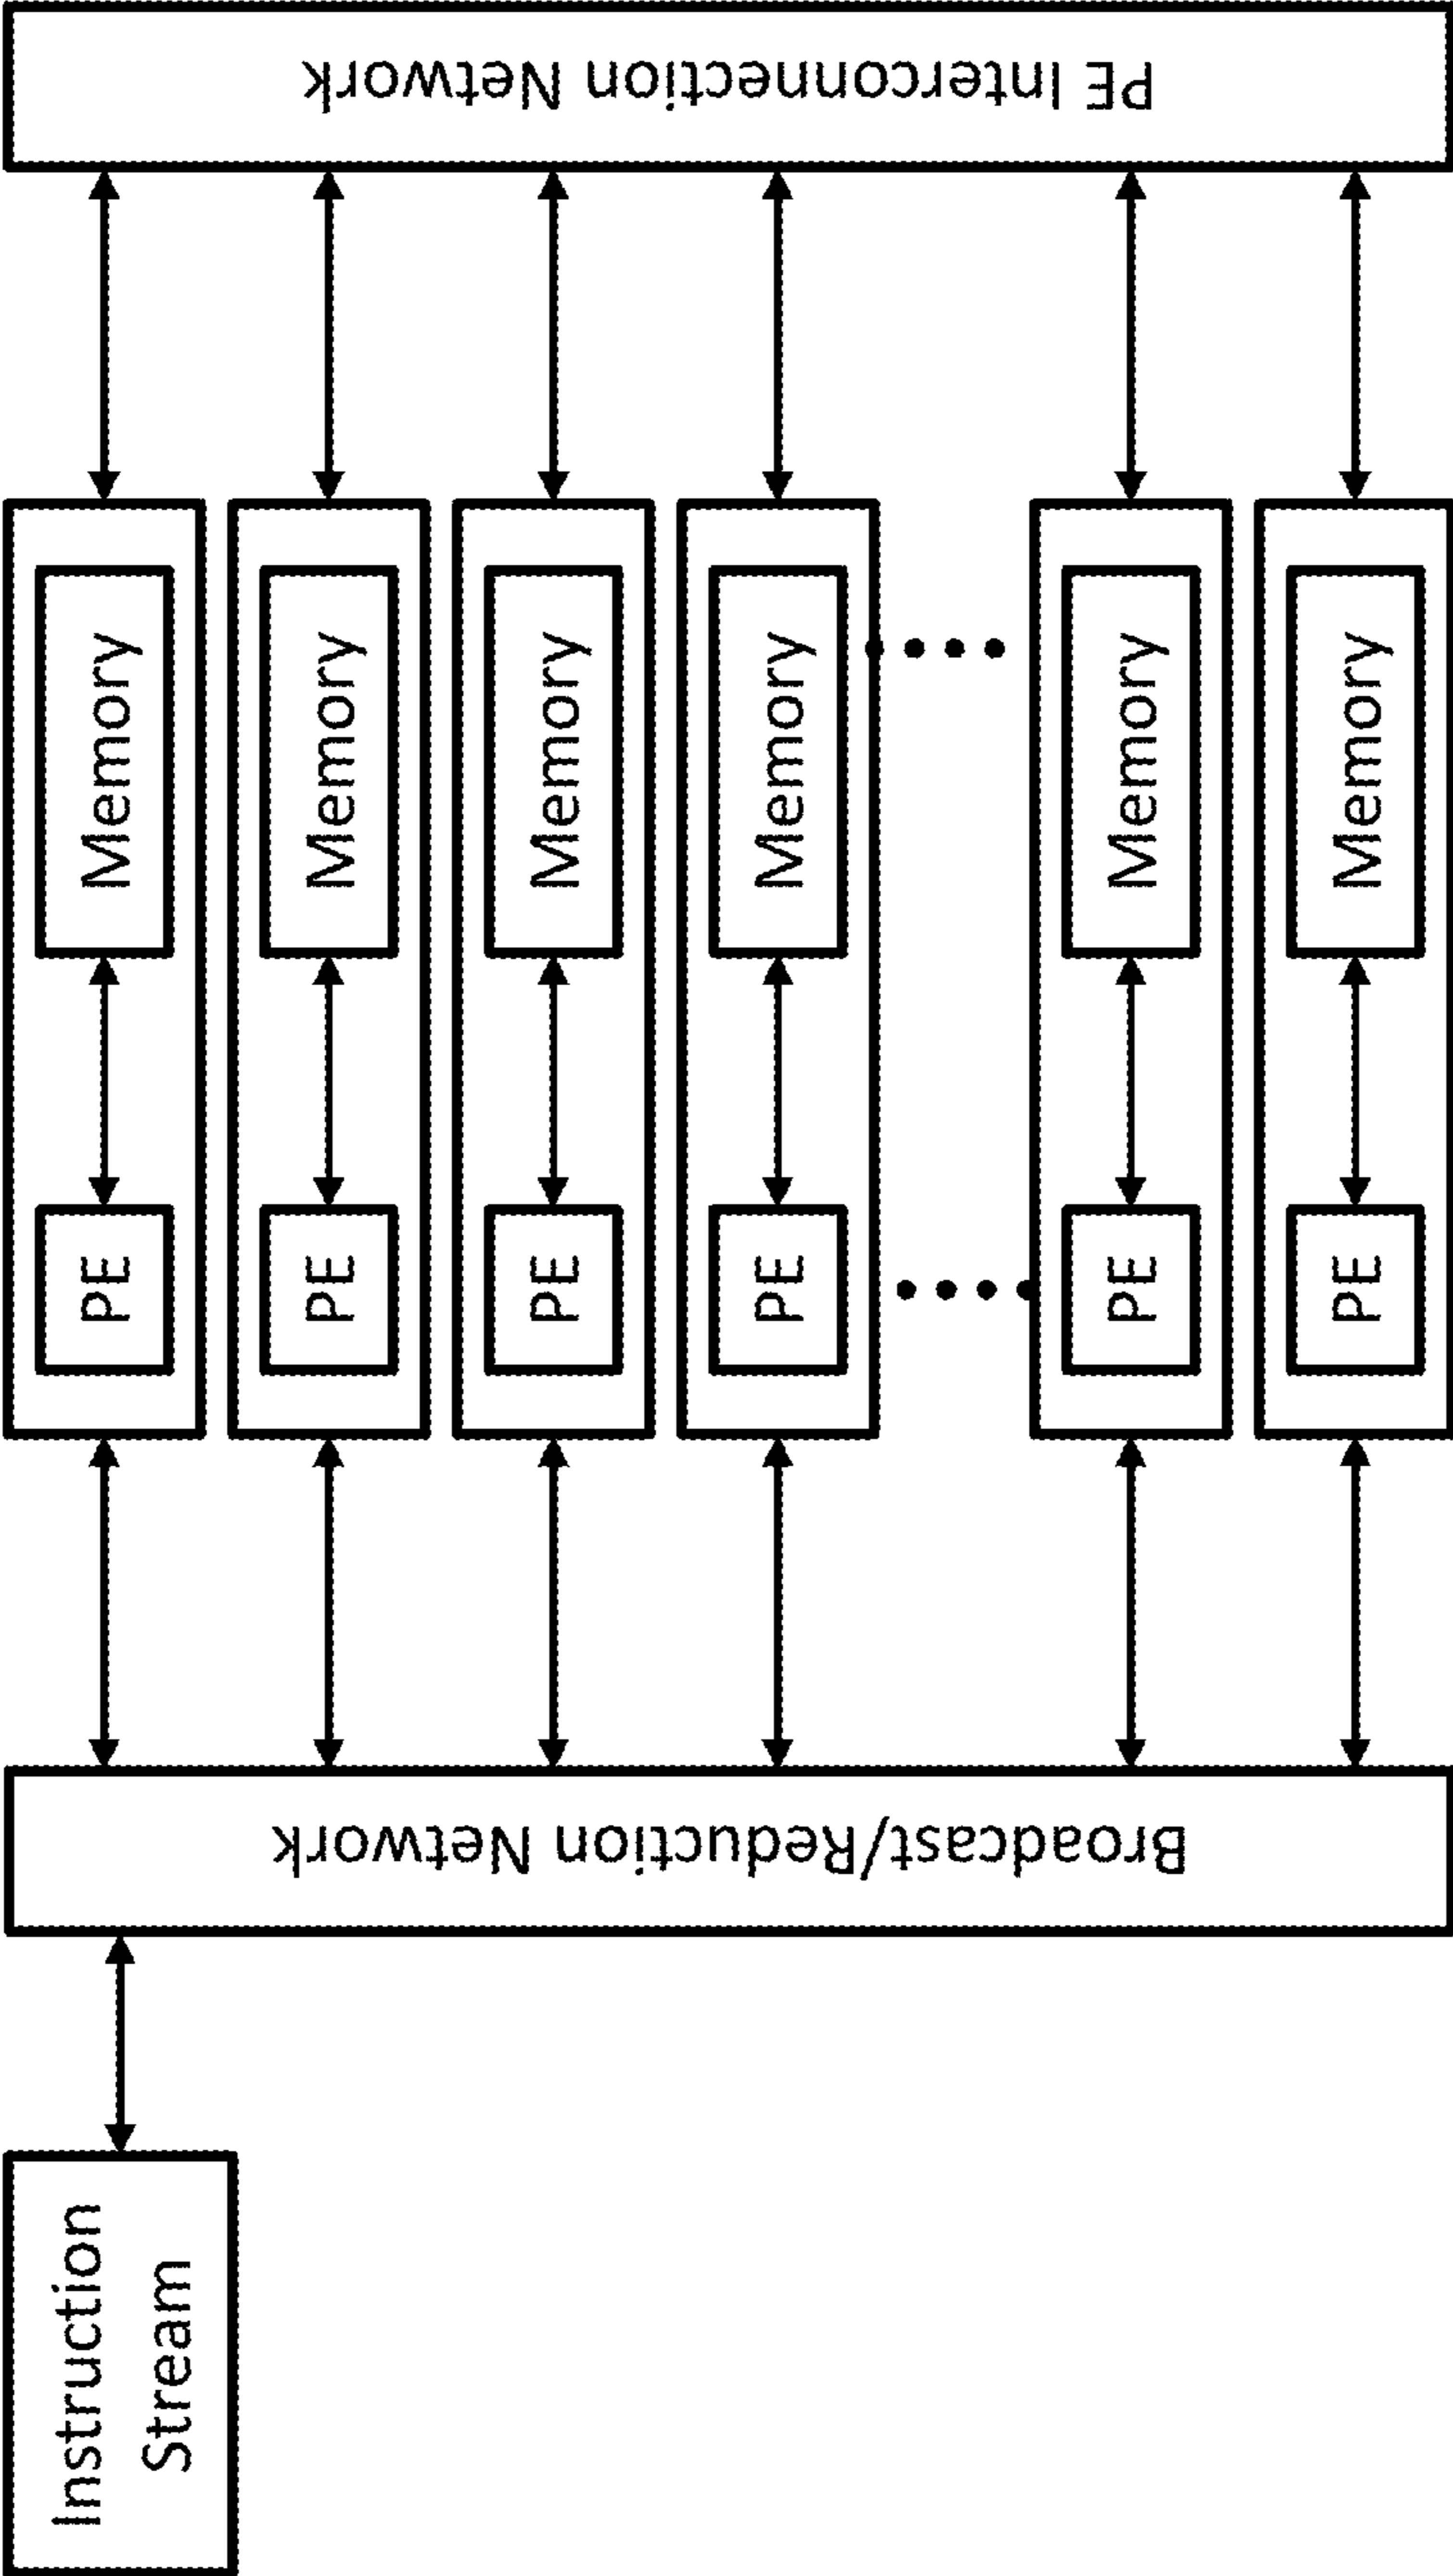 Instruction
Stream
Broadcast/Reduction Network
PE
Memory
PE
Memory
PE
Memory
PE
Memory
PE
Memory
PE
Memory
PE Interconnection Network